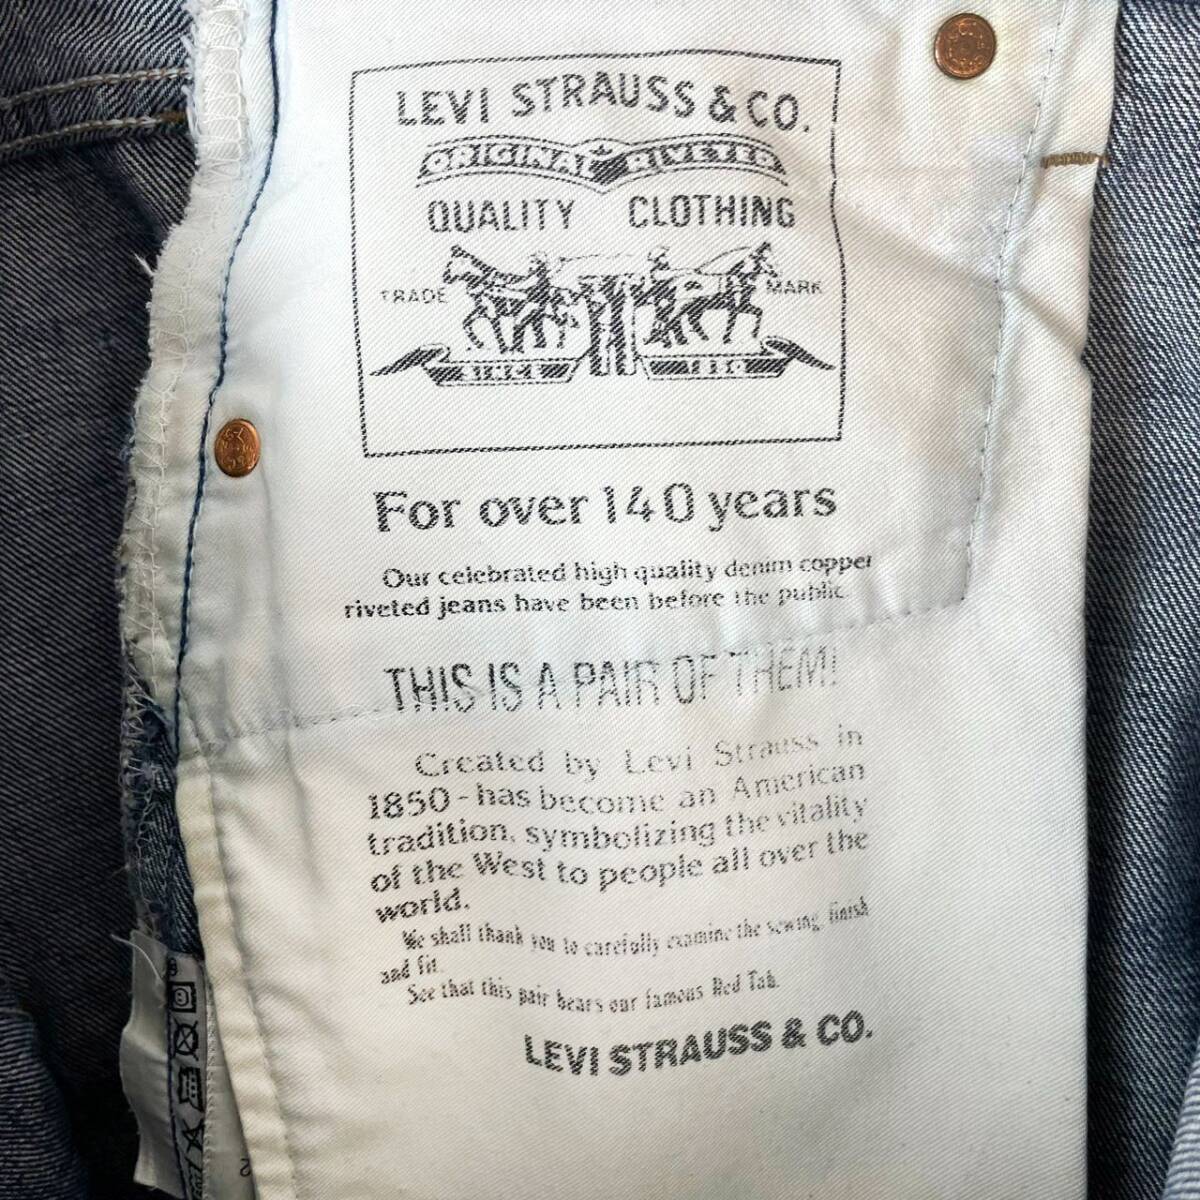 LEVI STRAUSS & CO.
ORIGINAL RIVETED
QUALITY CLOTHING
TRADE MARK
SINCE 1850
For over 140 years
Our celebrated high quality denim copper
riveted jeans have been before the public.
THIS IS A PAIR OF THEM!
Created by Levi Strauss in
1850-has become an American
tradition, symbolizing the vitality
of the West to people all over the
world.
We shall thank you to carefully examine the sewing, finish
and fit.
See that this pair bears our famous Red Tab.
LEVI STRAUSS & CO.